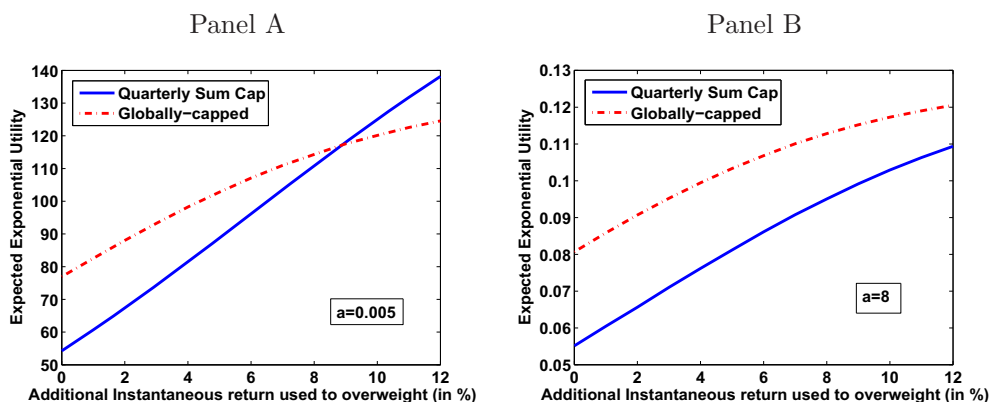 Panel A
140
130
120
110
100
90
80
70
60
50
Expected Exponential Utility
Quarterly Sum Cap
Globally−capped
a=0.005
0 2 4 6 8 10 12
Additional Instantaneous return used to overweight (in %)
Panel B
0.13
0.12
0.11
0.1
0.09
0.08
0.07
0.06
0.05
Expected Exponential Utility
Quarterly Sum Cap
Globally−capped
a=8
0 2 4 6 8 10 12
Additional Instantaneous return used to overweight (in %)